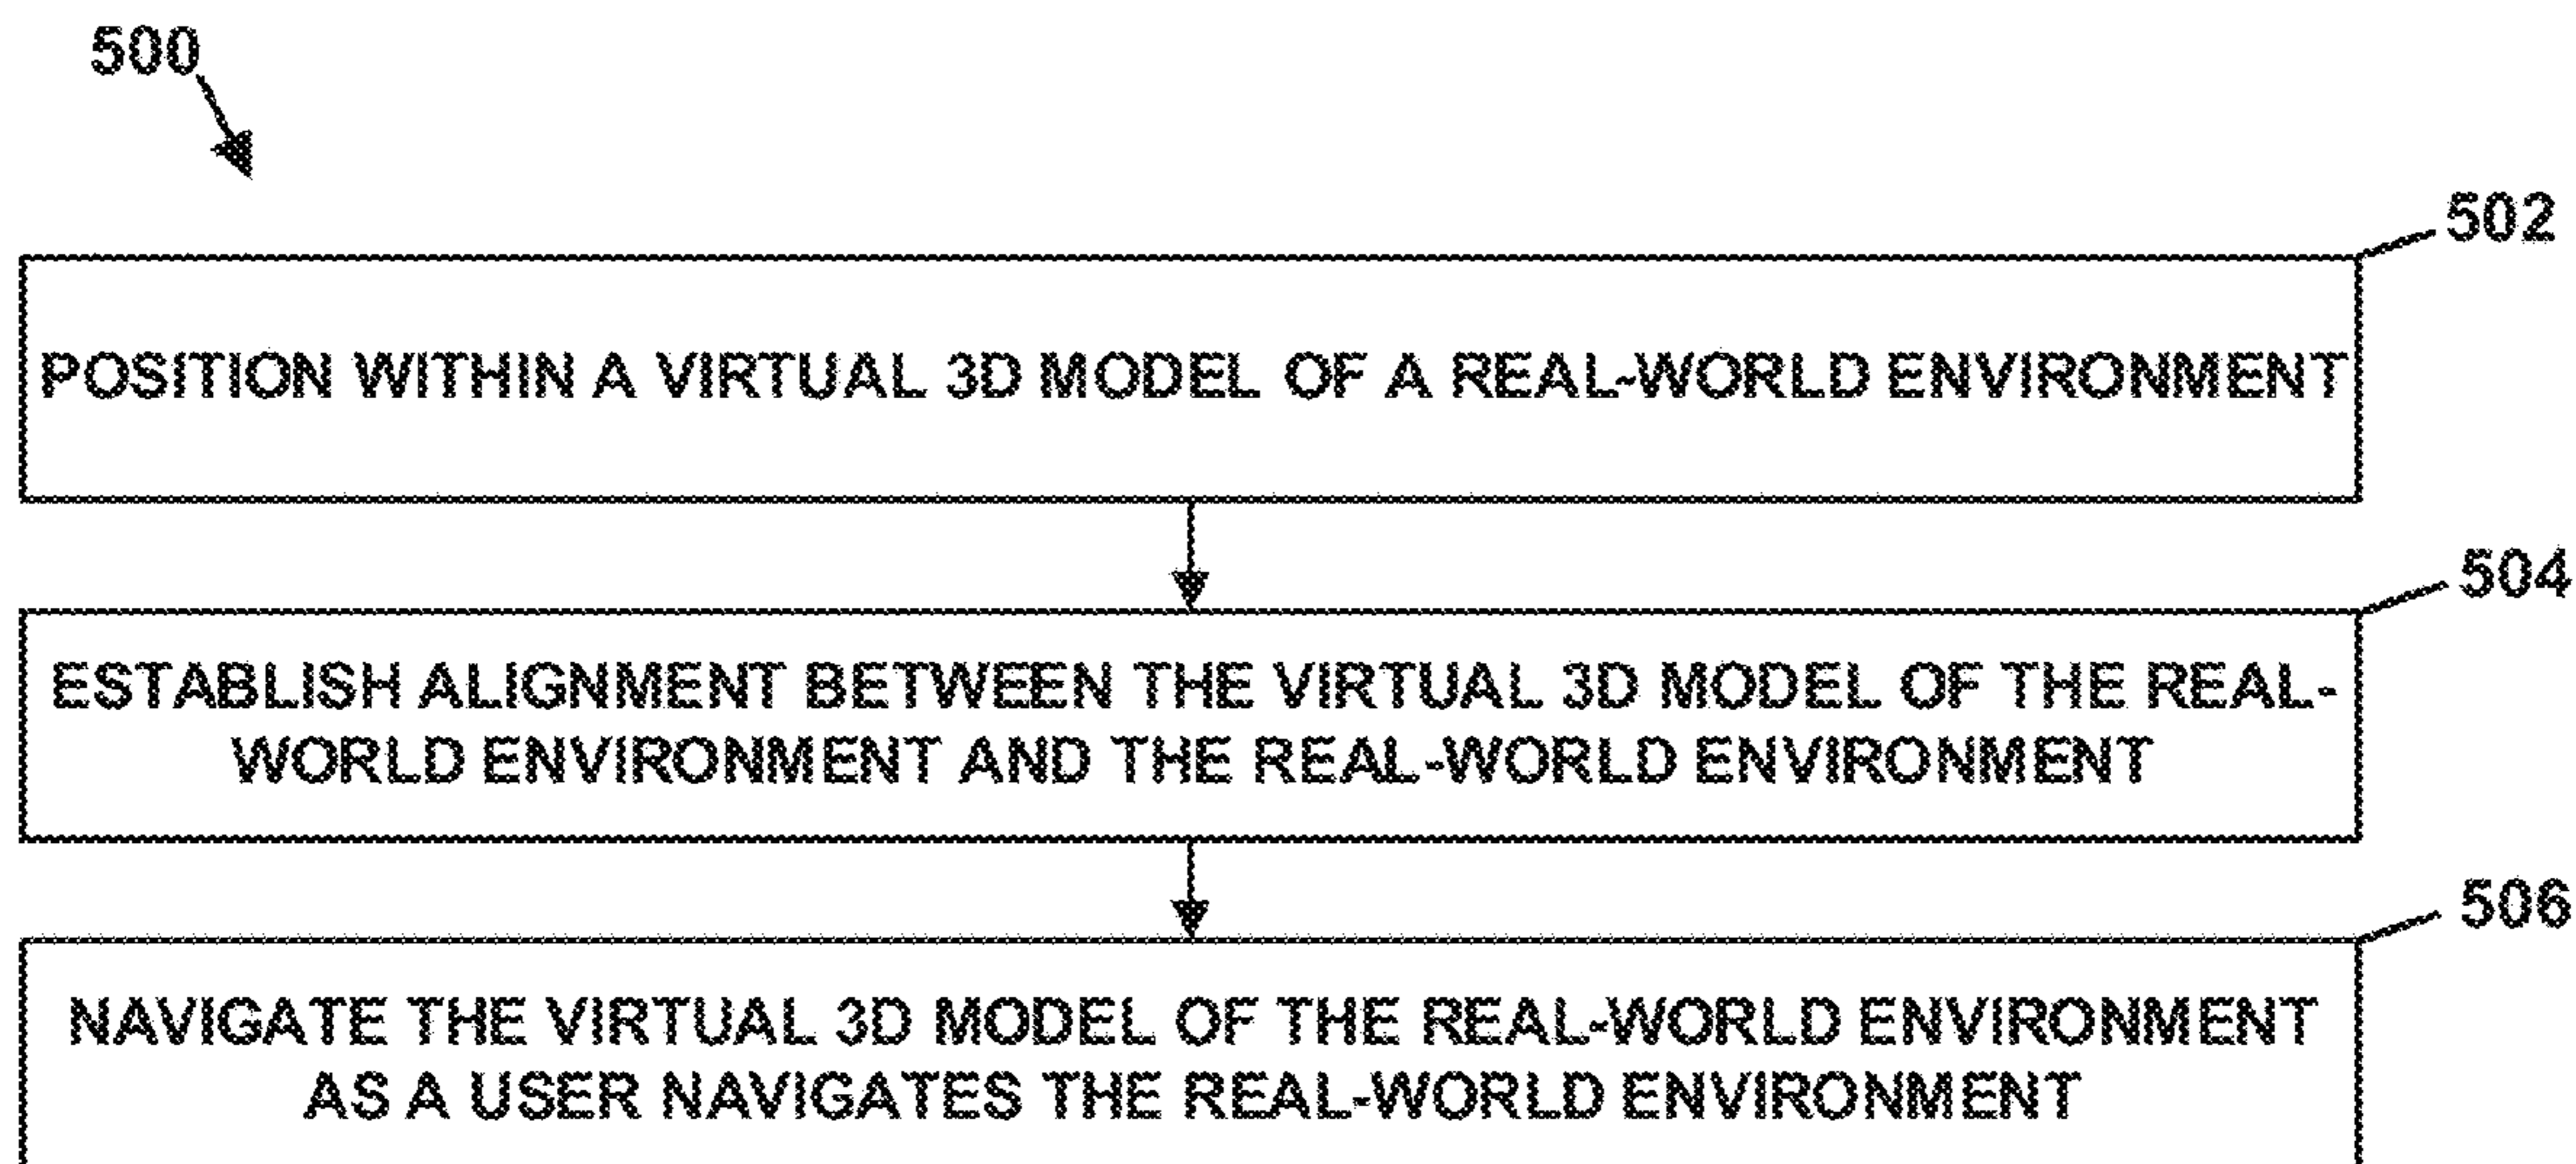 500
502
POSITION WITHIN A VIRTUAL 3D MODEL OF A REAL-WORLD ENVIRONMENT
504
ESTABLISH ALIGNMENT BETWEEN THE VIRTUAL 3D MODEL OF THE REAL-
WORLD ENVIRONMENT AND THE REAL-WORLD ENVIRONMENT
506
NAVIGATE THE VIRTUAL 3D MODEL OF THE REAL-WORLD ENVIRONMENT
AS A USER NAVIGATES THE REAL-WORLD ENVIRONMENT